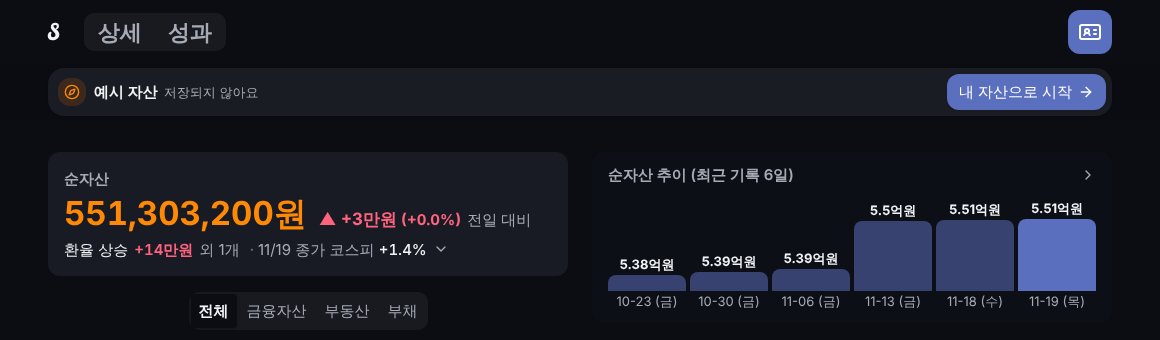 상세 성과
예시 자산 저장되지 않아요
내 자산으로 시작 →
순자산
551,303,200원 ▲ +3만원 (+0.0%) 전일 대비
환율 상승 +14만원 외 1개 · 11/19 종가 코스피 +1.4%
전체 금융자산 부동산 부채
순자산 추이 (최근 기록 6일)
5.38억원 5.39억원 5.39억원 5.5억원 5.51억원 5.51억원
10-23 (금) 10-30 (금) 11-06 (금) 11-13 (금) 11-18 (수) 11-19 (목)